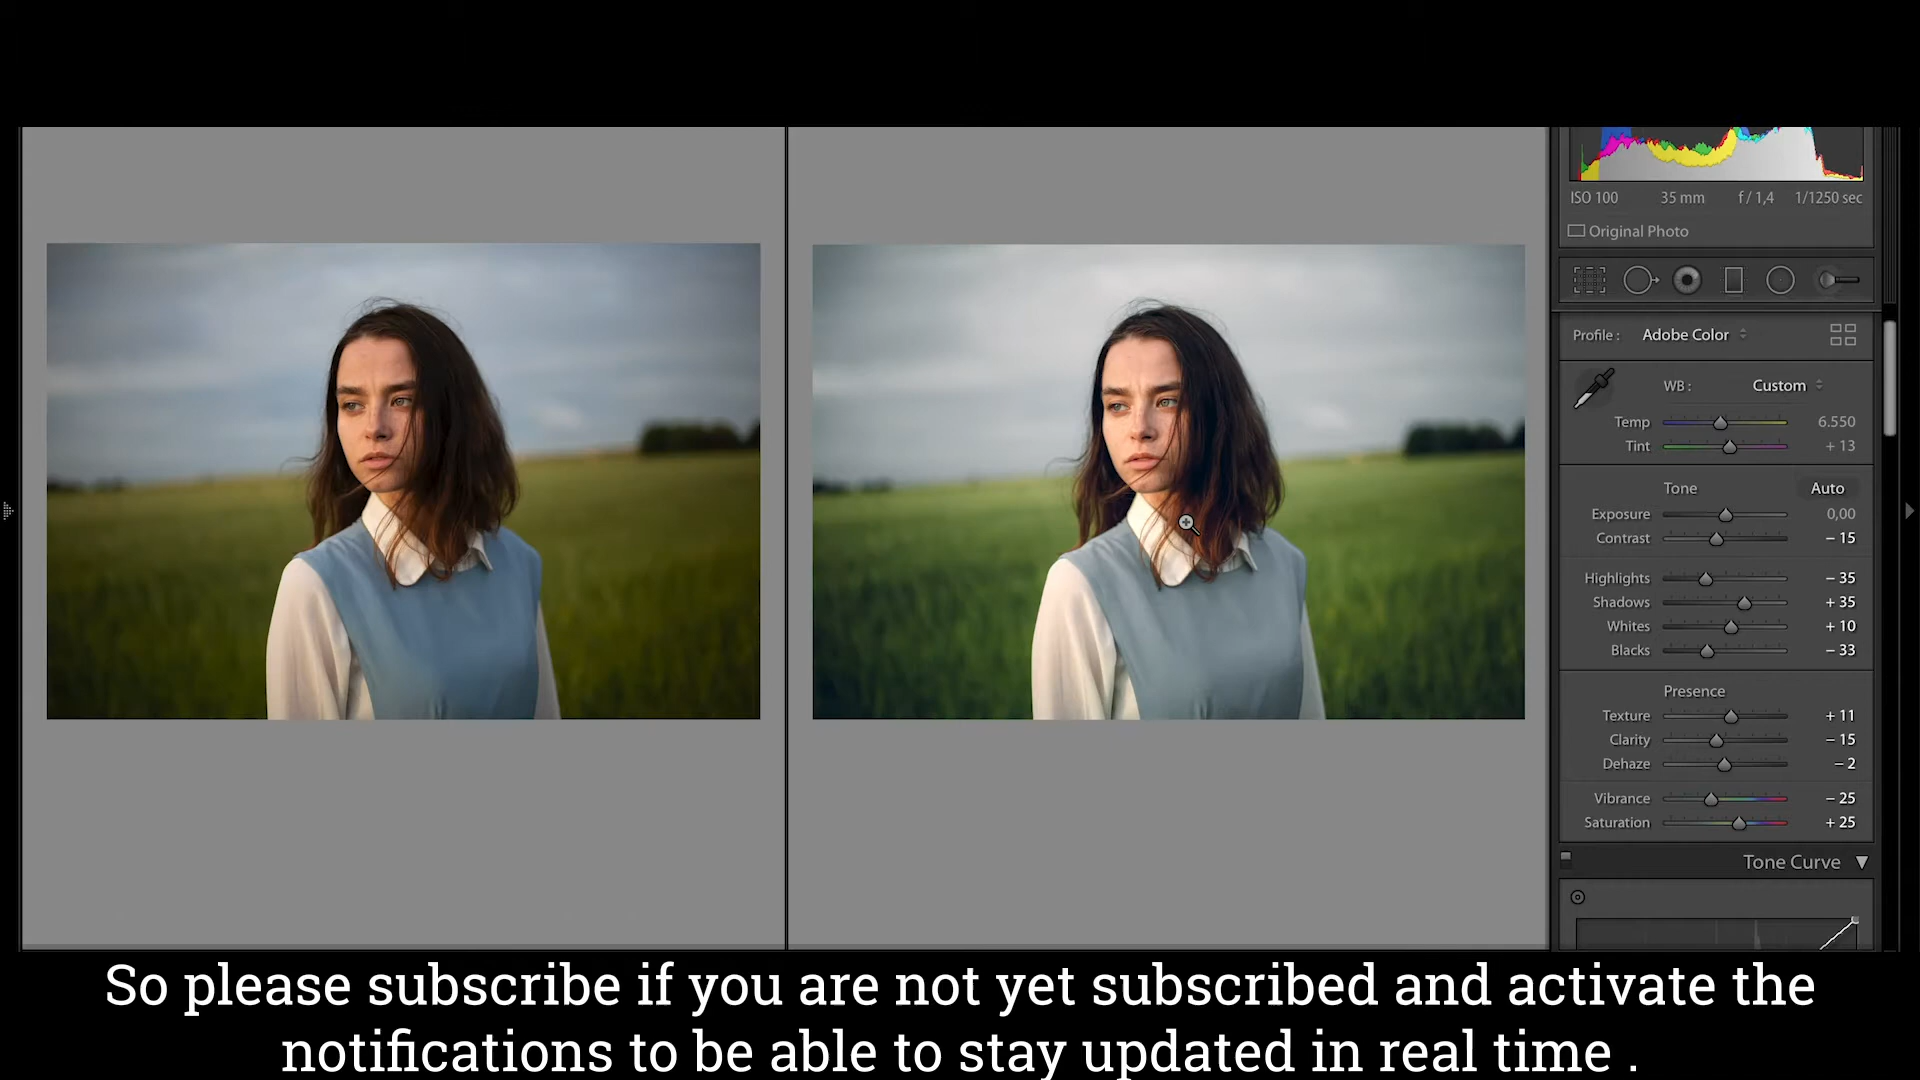 ISO 100 35 mm f / 1,4 1/1250 sec
Original Photo
Profile : Adobe Color
WB : Custom
Temp 6.550
Tint + 13
Tone Auto
Exposure 0,00
Contrast – 15
Highlights – 35
Shadows + 35
Whites + 10
Blacks – 33
Presence
Texture + 11
Clarity – 15
Dehaze – 2
Vibrance – 25
Saturation + 25
Tone Curve
So please subscribe if you are not yet subscribed and activate the
notifications to be able to stay updated in real time .